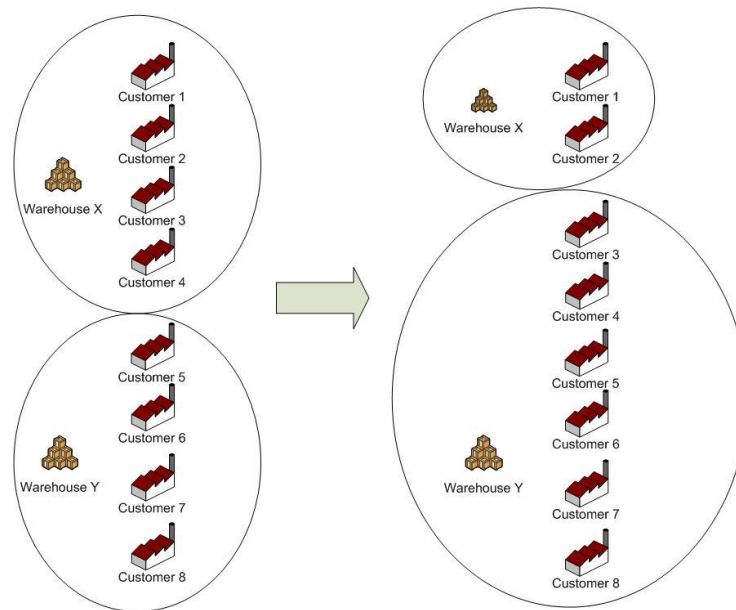 Customer 1
Customer 2
Warehouse X
Customer 3
Customer 4
Customer 5
Customer 6
Warehouse Y
Customer 7
Customer 8
Customer 1
Warehouse X
Customer 2
Customer 3
Customer 4
Customer 5
Customer 6
Warehouse Y
Customer 7
Customer 8